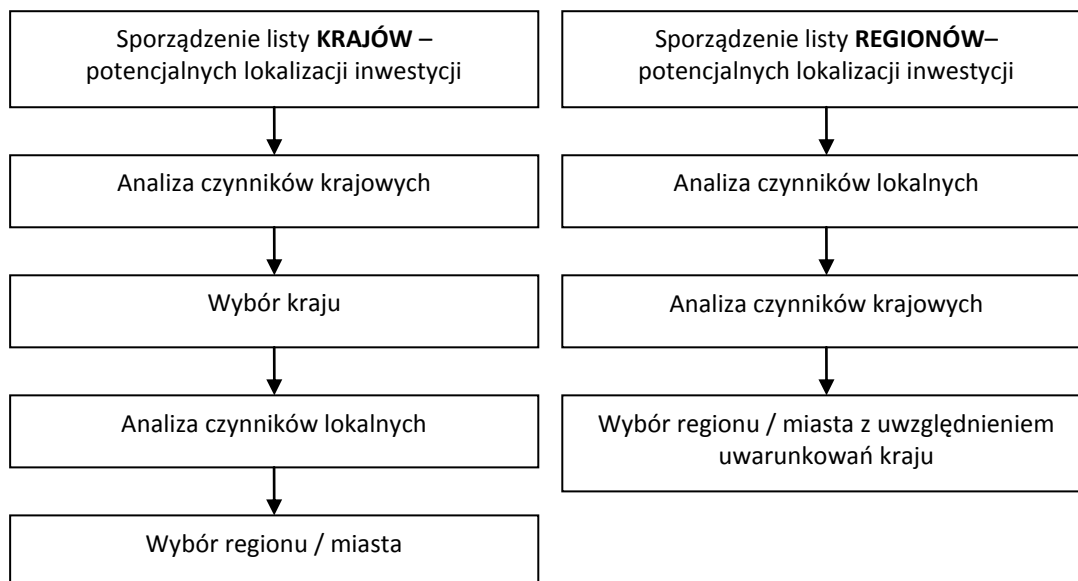 Sporządzenie listy KRAJÓW –
potencjalnych lokalizacji inwestycji
Analiza czynników krajowych
Wybór kraju
Analiza czynników lokalnych
Wybór regionu / miasta
Sporządzenie listy REGIONÓW–
potencjalnych lokalizacji inwestycji
Analiza czynników lokalnych
Analiza czynników krajowych
Wybór regionu / miasta z uwzględnieniem
uwarunkowań kraju